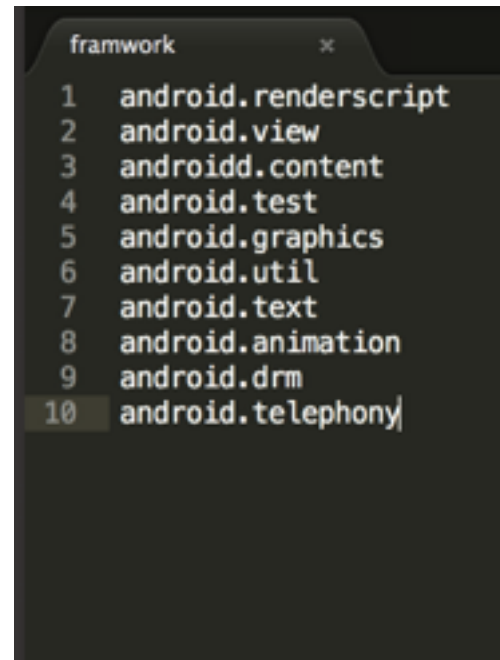 framwork ×
1 android.renderscript
2 android.view
3 androidd.content
4 android.test
5 android.graphics
6 android.util
7 android.text
8 android.animation
9 android.drm
10 android.telephony